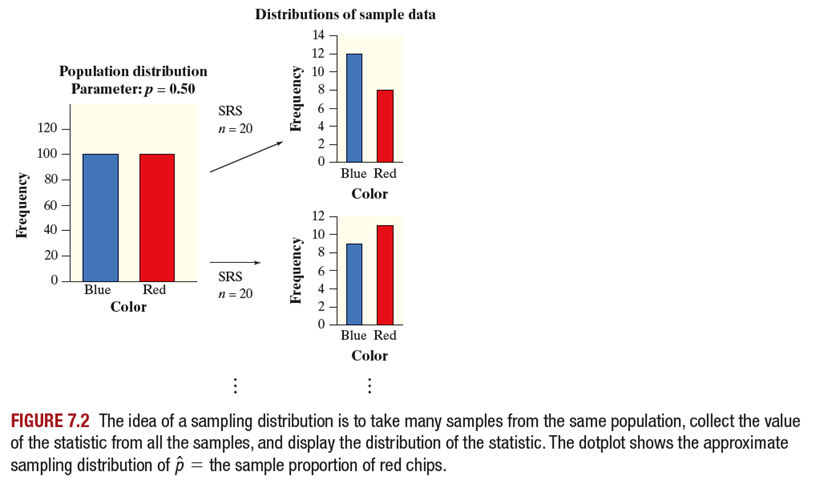 Distributions of sample data
Population distribution
Parameter: p = 0.50
Frequency
120
100
80
60
40
20
0
Blue Red
Color
SRS
n = 20
Frequency
14
12
10
8
6
4
2
0
Blue Red
Color
SRS
n = 20
Frequency
12
10
8
6
4
2
0
Blue Red
Color
⋮ ⋮
FIGURE 7.2 The idea of a sampling distribution is to take many samples from the same population, collect the value
of the statistic from all the samples, and display the distribution of the statistic. The dotplot shows the approximate
sampling distribution of p̂ = the sample proportion of red chips.